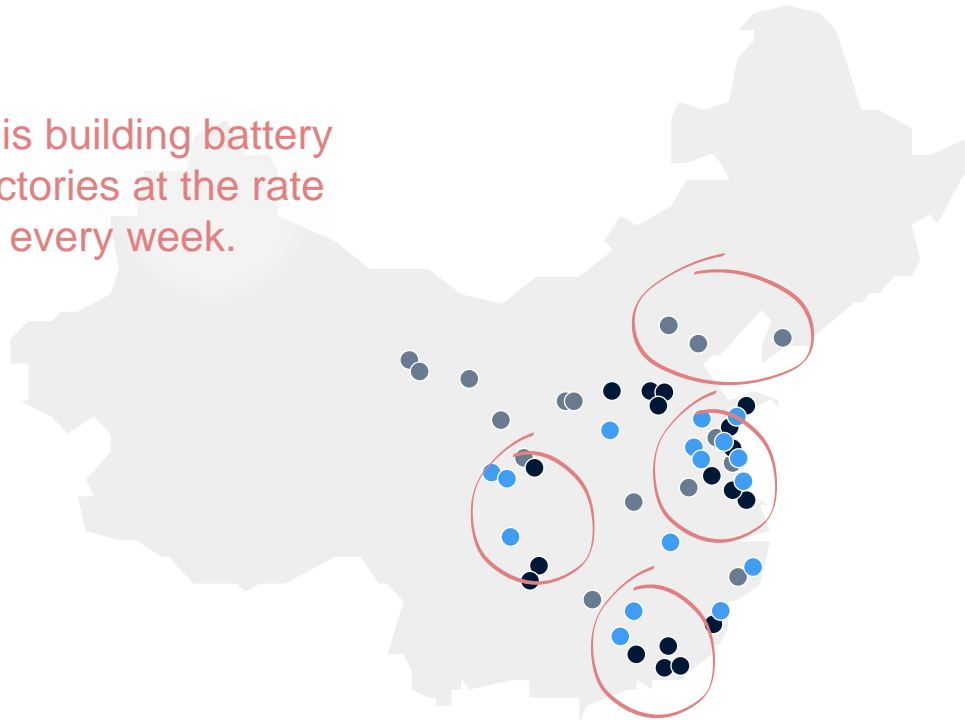 is building battery
ctories at the rate
every week.